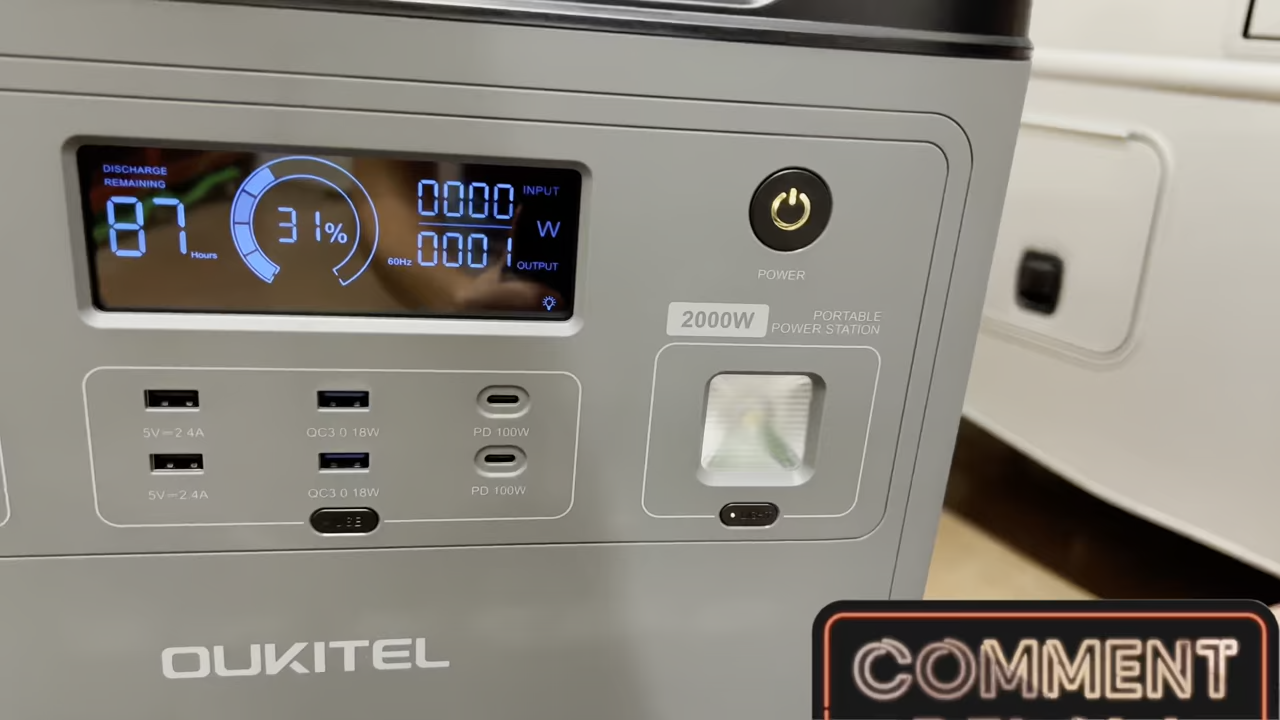 DISCHARGE
REMAINING
87 Hours
31%
0000 INPUT
W
60Hz 0001 OUTPUT
POWER
2000W
PORTABLE
POWER STATION
5V⎓2.4A QC3.0 18W PD 100W
5V⎓2.4A QC3.0 18W PD 100W
USB
LIGHT
OUKITEL
COMMENT